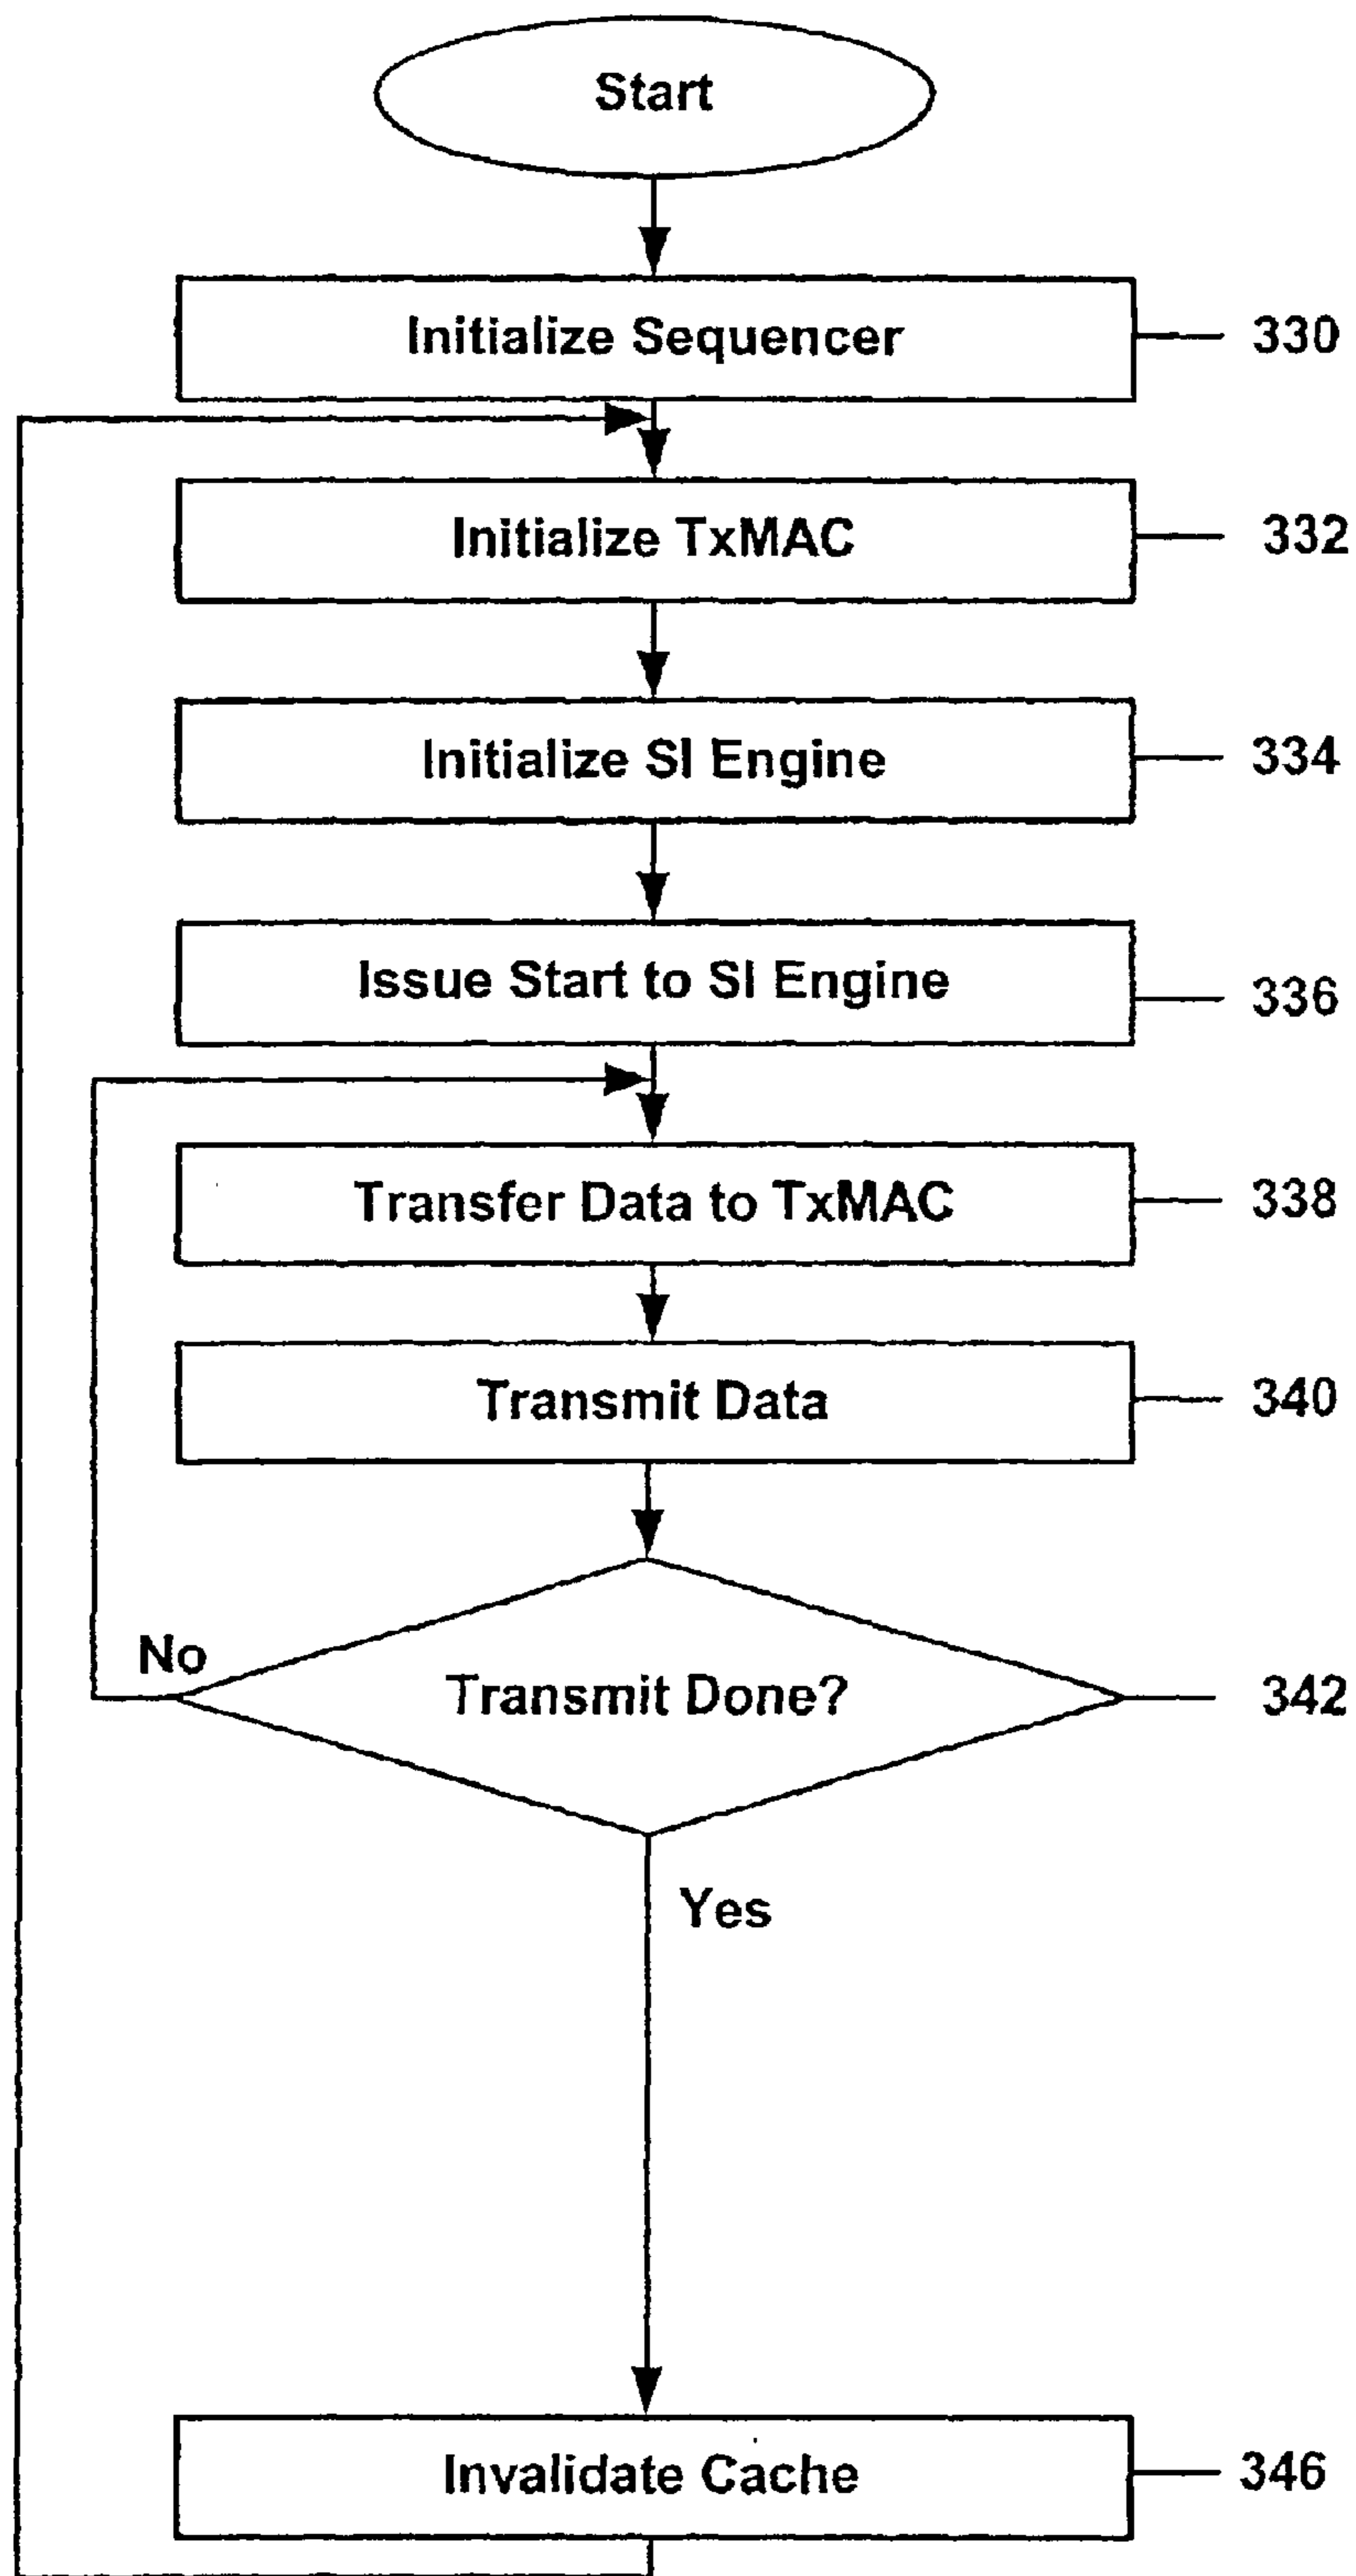 Start
Initialize Sequencer 330
Initialize TxMAC 332
Initialize SI Engine 334
Issue Start to SI Engine 336
Transfer Data to TxMAC 338
Transmit Data 340
No
Transmit Done? 342
Yes
Invalidate Cache 346